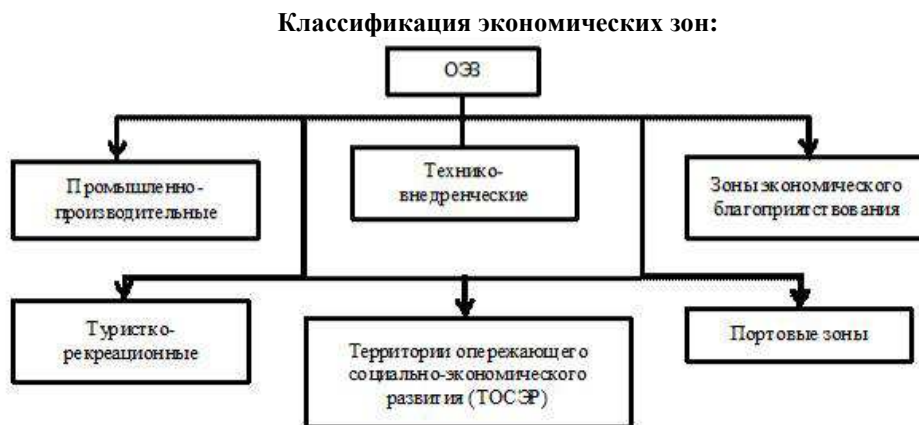 Классификация экономических зон:
ОЭЗ
Промышленно-
производительные
Технико-
внедренческие
Зоны экономического
благоприятствования
Туристко-
рекреационные
Территории опережающего
социально-экономического
развития (ТОСЭР)
Портовые зоны